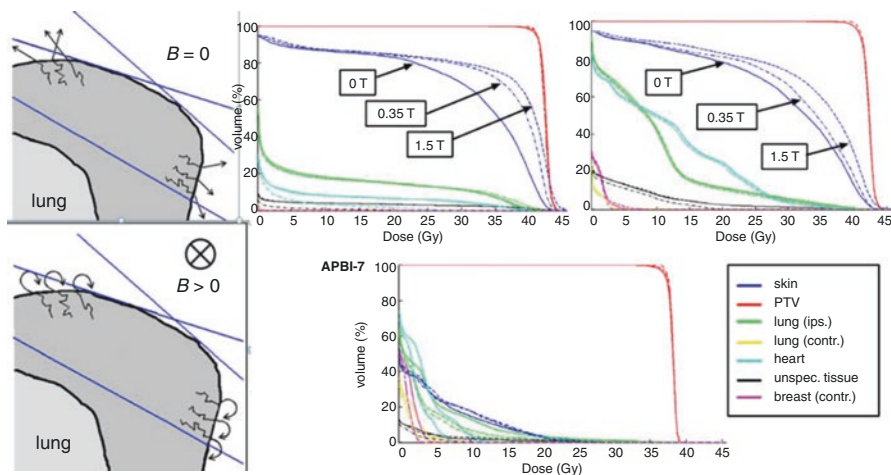 B = 0
lung
B > 0
lung
volume (%)
100
80
60
40
20
0
0 T
0.35 T
1.5 T
0 5 10 15 20 25 30 35 40 45
Dose (Gy)
volume (%)
100
80
60
40
20
0
0 T
0.35 T
1.5 T
0 5 10 15 20 25 30 35 40 45
Dose (Gy)
APBI-7
volume (%)
100
80
60
40
20
0
0 5 10 15 20 25 30 35 40 45
Dose (Gy)
skin
PTV
lung (ips.)
lung (contr.)
heart
unspec. tissue
breast (contr.)